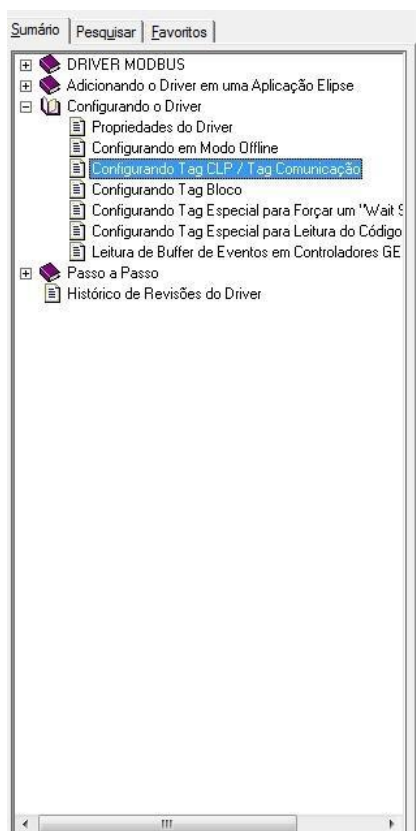 Sumário Pesquisar Favoritos
DRIVER MODBUS
Adicionando o Driver em uma Aplicação Elipse
Configurando o Driver
Propriedades do Driver
Configurando em Modo Offline
Configurando Tag CLP / Tag Comunicação
Configurando Tag Bloco
Configurando Tag Especial para Forçar um "Wait S
Configurando Tag Especial para Leitura do Código
Leitura de Buffer de Eventos em Controladores GE
Passo a Passo
Histórico de Revisões do Driver